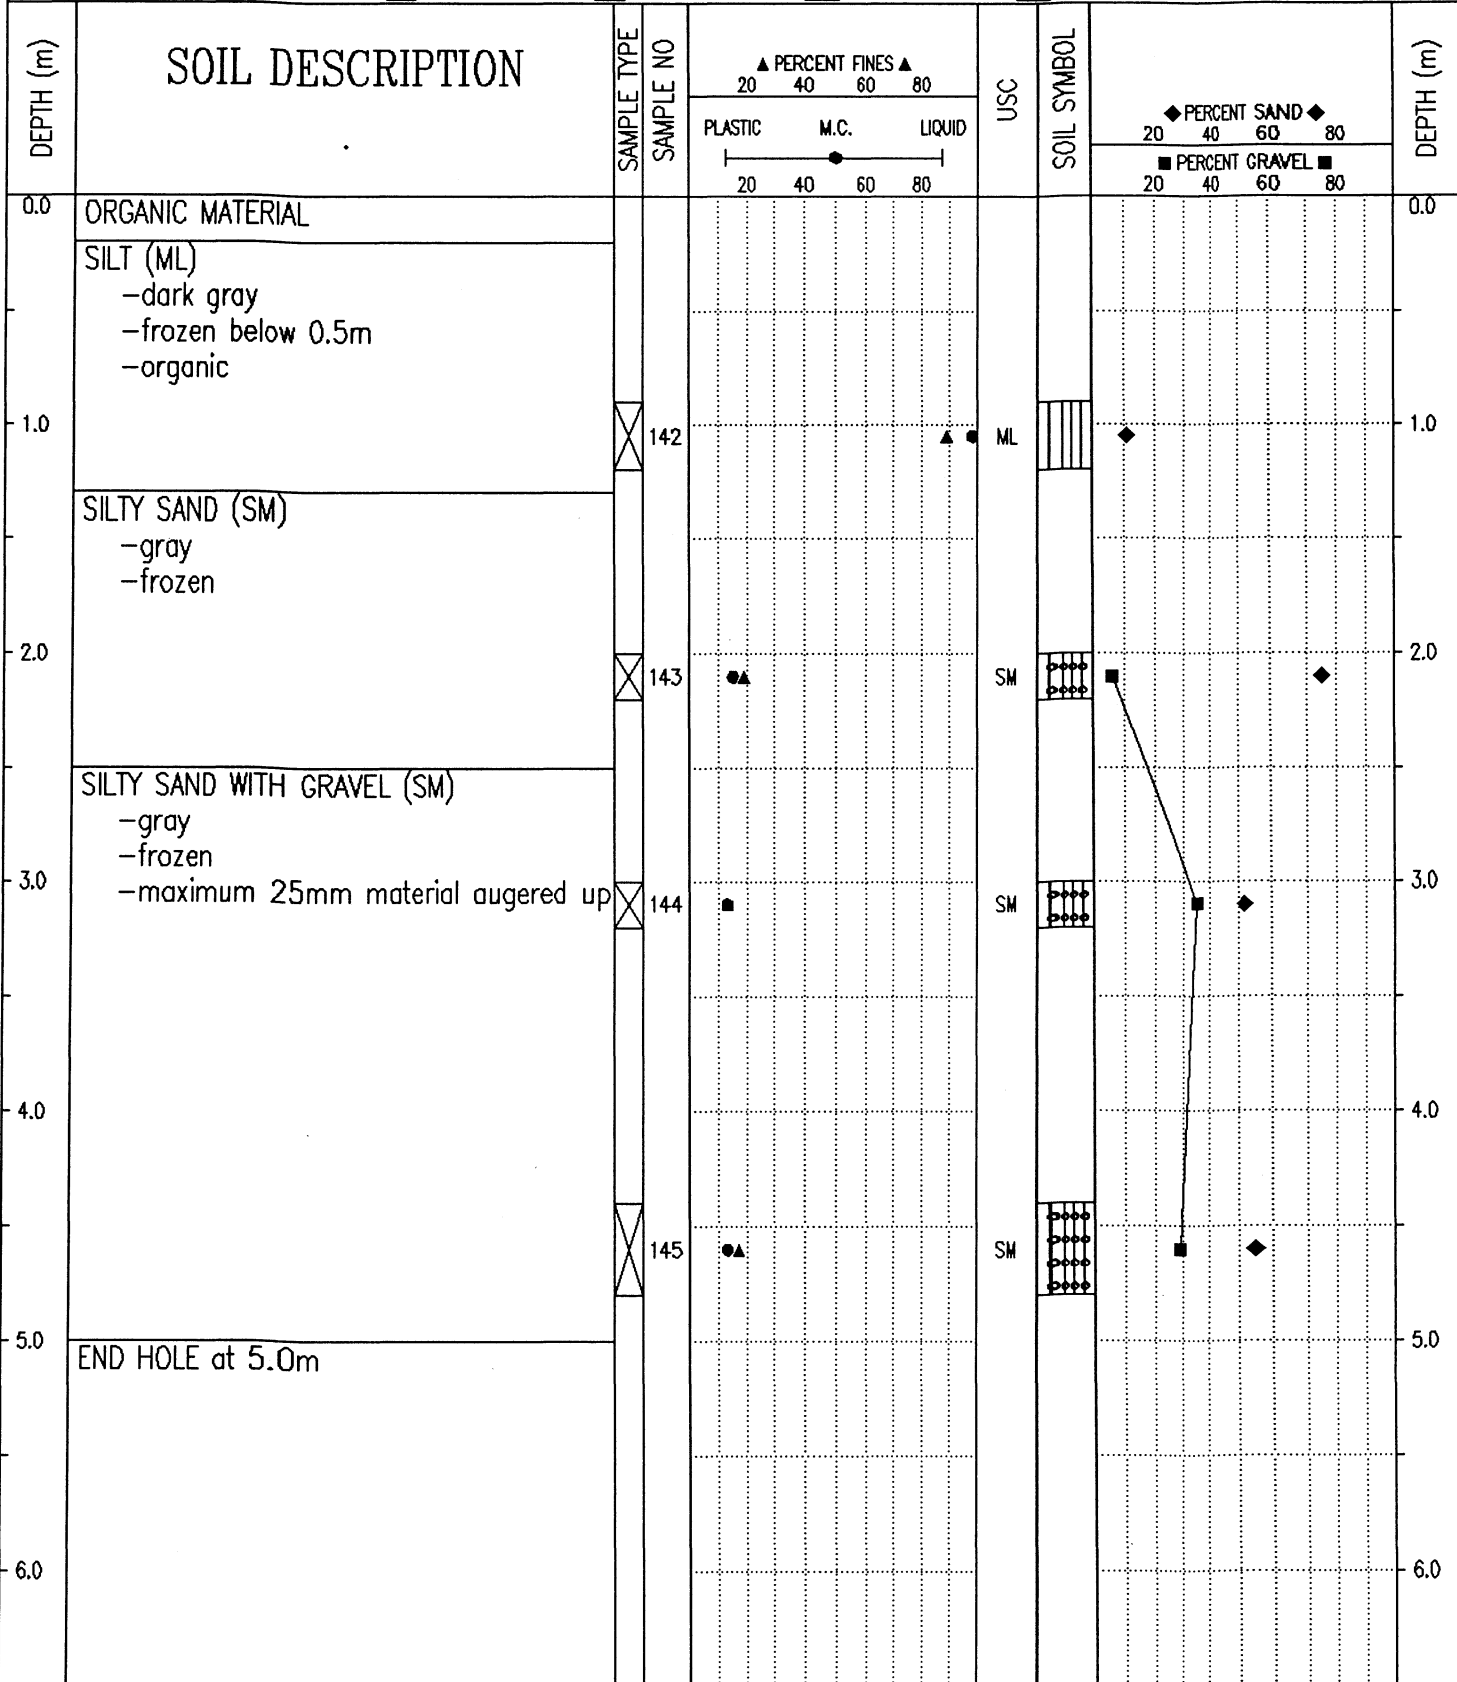 DEPTH (m)
SOIL DESCRIPTION
SAMPLE TYPE
SAMPLE NO
▲ PERCENT FINES ▲
20 40 60 80
PLASTIC M.C. LIQUID
20 40 60 80
USC
SOIL SYMBOL
◆ PERCENT SAND ◆
20 40 60 80
■ PERCENT GRAVEL ■
20 40 60 80
DEPTH (m)
0.0 ORGANIC MATERIAL 0.0
SILT (ML)
-dark gray
-frozen below 0.5m
-organic
1.0 142 ML 1.0
SILTY SAND (SM)
-gray
-frozen
2.0 2.0
143 SM
SILTY SAND WITH GRAVEL (SM)
-gray
-frozen
3.0 3.0
-maximum 25mm material augered up 144 SM
4.0 4.0
145 SM
5.0 5.0
END HOLE at 5.0m
6.0 6.0